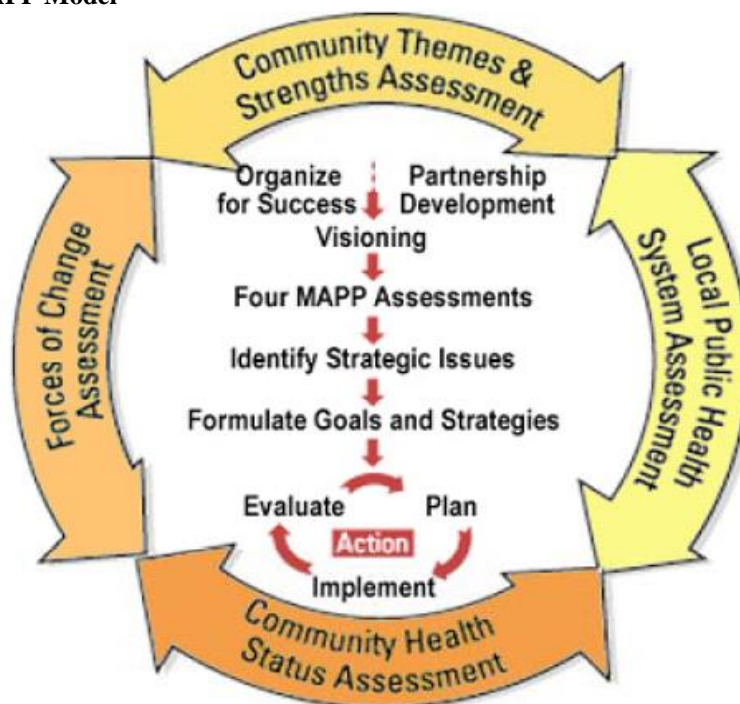 Community Themes &
Strengths Assessment
Organize
for Success
Partnership
Development
Visioning
Four MAPP Assessments
Identify Strategic Issues
Formulate Goals and Strategies
Evaluate
Plan
Action
Implement
Forces of Change
Assessment
Local Public Health
System Assessment
Community Health
Status Assessment